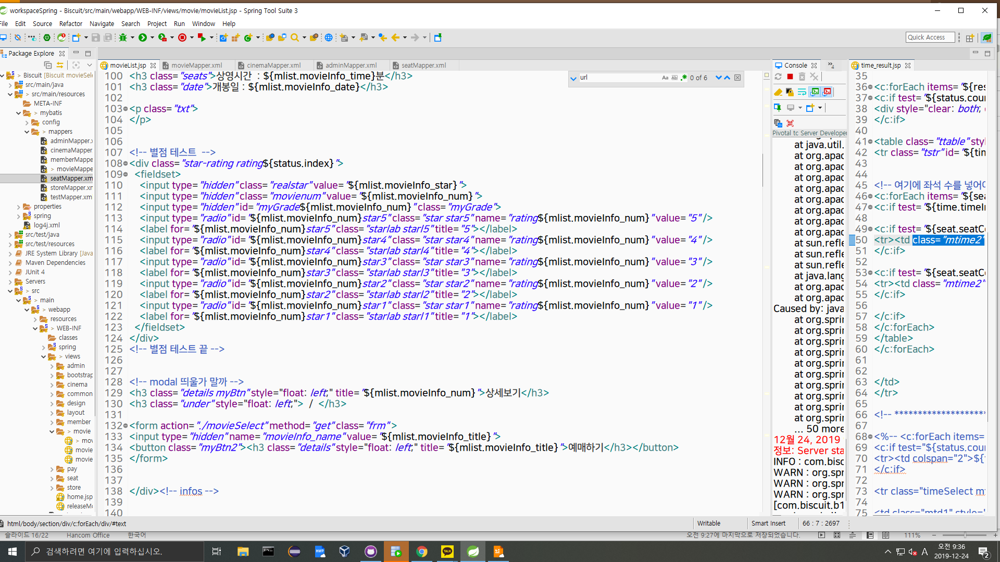 workspaceSpring - Biscuit/src/main/webapp/WEB-INF/views/movie/movieList.jsp - Spring Tool Suite 3
File Edit Source Refactor Navigate Search Project Run Window Help
Quick Access
Package Explore
> Biscuit [Biscuit movieSel
src/main/java
> src/main/resources
META-INF
> mybatis
config
> mappers
adminMapper.x
cinemaMapper
memberMappe
> movieMappe
seatMapper.xm
storeMapper.xr
testMapper.xm
properties
spring
log4j.xml
src/test/java
src/test/resources
JRE System Library [Java
Maven Dependencies
JUnit 4
Servers
> src
> main
> webapp
resources
> WEB-INF
classes
spring
> views
admin
bootstrap
cinema
common
design
layout
member
> movie
> mov
movie
movie
pay
seat
store
home.jsp
releaseMo
movieList.jsp movieMapper.xml cinemaMapper.xml adminMapper.xml seatMapper.xml
url Aa 0 of 6
100 <h3 class="seats">상영시간 : ${mlist.movieInfo_time}분</h3>
101 <h3 class="date">개봉일 : ${mlist.movieInfo_date}</h3>
102
103 <p class="txt">
104 </p>
105
106
107 <!-- 별점 테스트  -->
108 <div class="star-rating rating${status.index}">
109 <fieldset>
110 <input type="hidden" class="realstar" value="${mlist.movieInfo_star}">
111 <input type="hidden" class="movienum" value="${mlist.movieInfo_num}">
112 <input type="hidden" id="myGrade${mlist.movieInfo_num}" class="myGrade">
113 <input type="radio" id="${mlist.movieInfo_num}star5" class="star star5" name="rating${mlist.movieInfo_num}" value="5"/>
114 <label for="${mlist.movieInfo_num}star5" class="starlab starl5" title="5"></label>
115 <input type="radio" id="${mlist.movieInfo_num}star4" class="star star4" name="rating${mlist.movieInfo_num}" value="4"/>
116 <label for="${mlist.movieInfo_num}star4" class="starlab starl4" title="4"></label>
117 <input type="radio" id="${mlist.movieInfo_num}star3" class="star star3" name="rating${mlist.movieInfo_num}" value="3"/>
118 <label for="${mlist.movieInfo_num}star3" class="starlab starl3" title="3"></label>
119 <input type="radio" id="${mlist.movieInfo_num}star2" class="star star2" name="rating${mlist.movieInfo_num}" value="2"/>
120 <label for="${mlist.movieInfo_num}star2" class="starlab starl2" title="2"></label>
121 <input type="radio" id="${mlist.movieInfo_num}star1" class="star star1" name="rating${mlist.movieInfo_num}" value="1"/>
122 <label for="${mlist.movieInfo_num}star1" class="starlab starl1" title="1"></label>
123 </fieldset>
124 </div>
125 <!-- 별점 테스트 끝 -->
126
127
128 <!-- modal 띄울가 말까 -->
129 <h3 class="details myBtn" style="float: left;" title="${mlist.movieInfo_num}">상세보기</h3>
130 <h3 class="under" style="float: left;"> / </h3>
131
132 <form action="./movieSelect" method="get" class="frm">
133 <input type="hidden" name="movieInfo_name" value="${mlist.movieInfo_title}">
134 <button class="myBtn2"><h3 class="details" style="float: left;" title="${mlist.movieInfo_title}">예매하기</h3></button>
135 </form>
136
137
138 </div><!-- infos -->
139
140
Console
4
Pivotal tc Server Developer
at java.util.
at org.apac
at org.apac
at org.apac
at org.apac
at org.apac
at org.apac
at org.apac
at org.apac
at sun.refle
at sun.refle
at sun.refle
at java.lang
at org.apac
at org.apac
Caused by: java
at org.sprir
at org.sprir
at org.sprir
at org.sprir
at org.sprir
at org.sprir
at org.sprir
at org.sprir
at org.sprir
at org.sprir
... 50 more
12월 24, 2019
정보: Server sta
INFO : com.bisc
WARN : org.spr
WARN : org.spr
WARN : org.spr
[com.biscuit.b1
time_result.jsp
35
36 <c:forEach items="${res
37 <c:if test="${status.cour
38 <div style="clear: both; 
39 </c:if>
40
41 <table class="ttable" styl
42 <tr class="tstr" id="${tim
43
44
45 <!-- 여기에 좌석 수를 넣어야
46 <c:forEach items="${sea
47 <c:if test="${time.timeIn
48
49 <c:if test="${seat.seatCo
50 <tr><td class="mtime2"
51 </c:if>
52
53 <c:if test="${seat.seatCo
54 <tr><td class="mtime2"
55 </c:if>
56
57 </c:if>
58 </c:forEach>
59 </table>
60 </c:forEach>
61
62
63 </td>
64 </tr>
65
66 <!-- ********************
67
68 <%-- <c:forEach items=
69 <c:if test="${status.cour
70 <tr><td colspan="2">${
71 </c:if>
72
73 <tr class="timeSelect m
74
75 <td class="mtd1" style="
html/body/section/div/c:forEach/div/#text
Writable Smart Insert 66 : 7 : 2697
슬라이드 16/22 Hancom Office 한국어 오전 9:27에 마지막으로 저장되었습니다. 111%
검색하려면 여기에 입력하십시오.
HWP
TALK
A
오전 9:36
2019-12-24
2